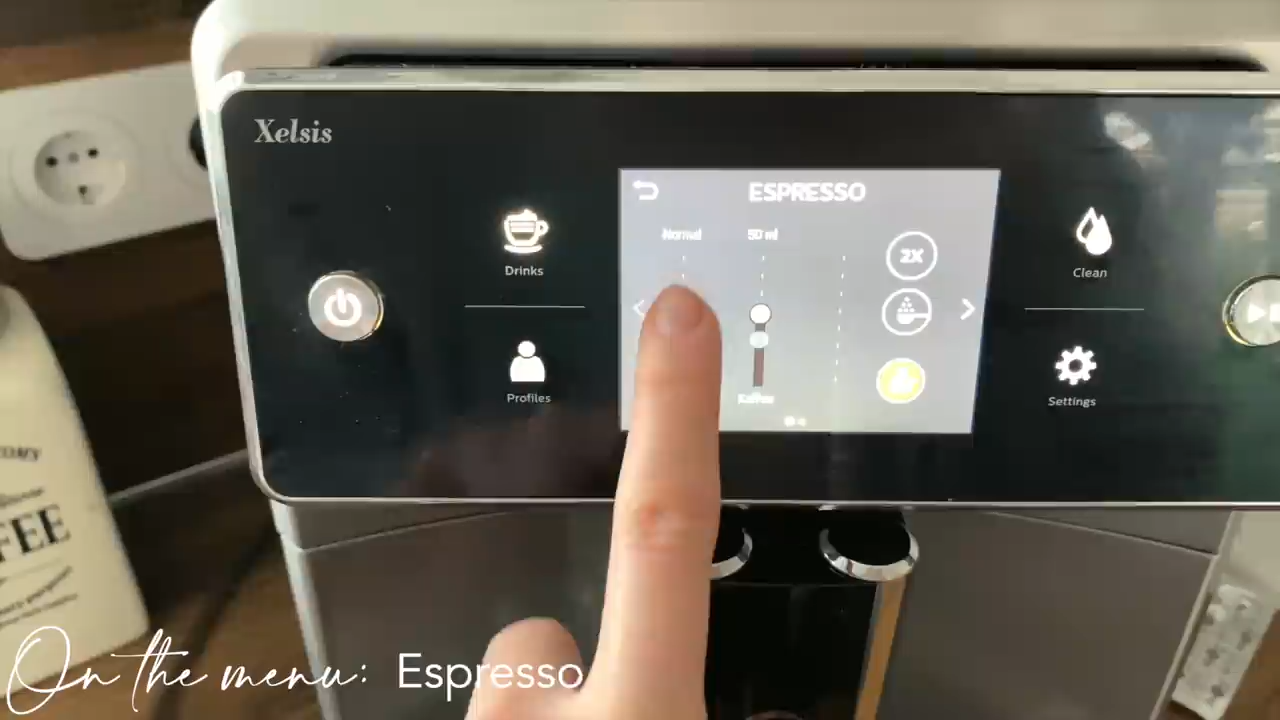 Xelsis
ESPRESSO
Normal
50 ml
2X
Drinks
Clean
Profiles
Settings
FEE
On the menu: Espresso